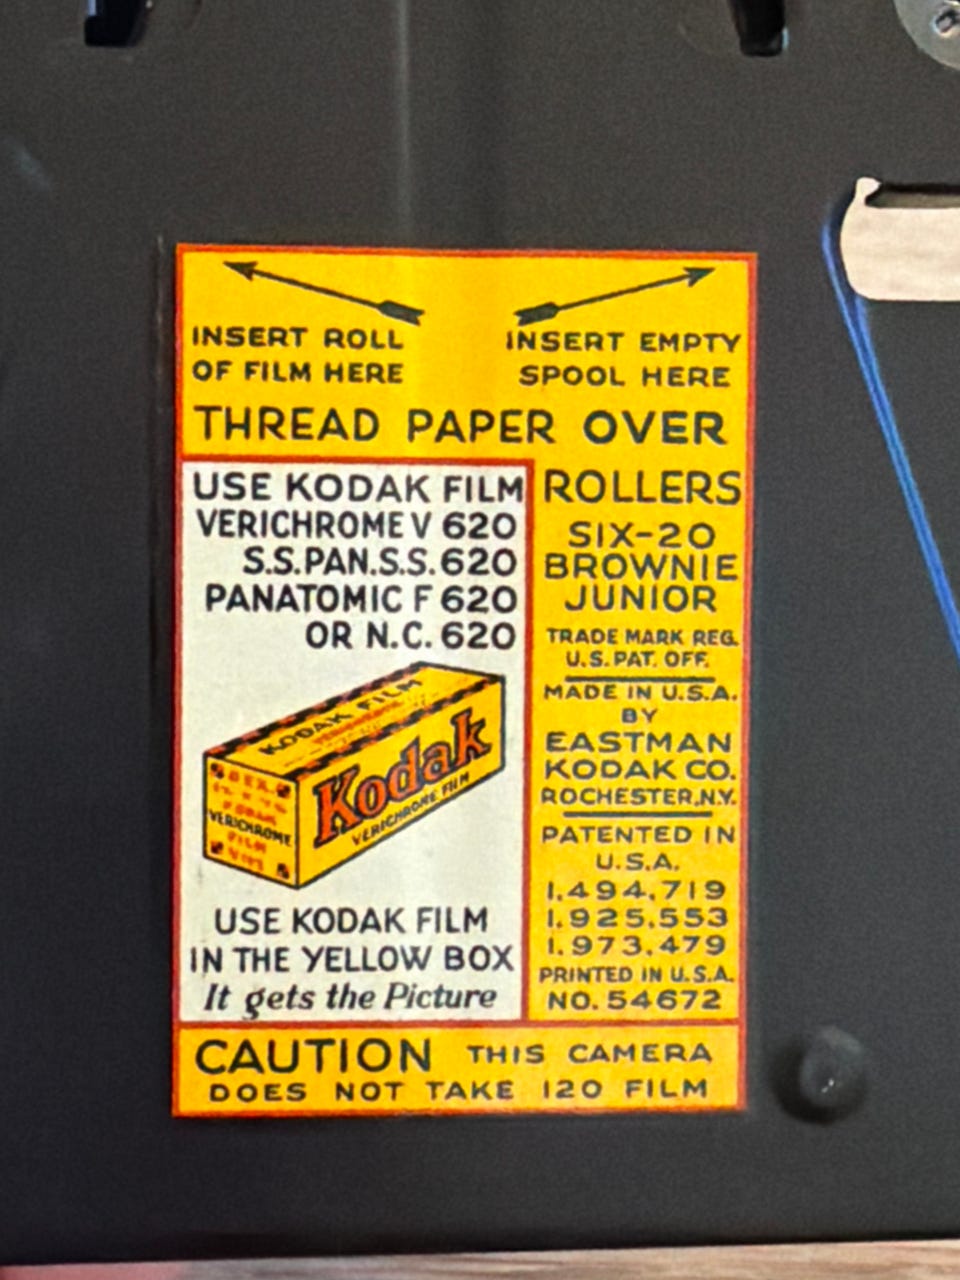 INSERT ROLL
OF FILM HERE
INSERT EMPTY
SPOOL HERE
THREAD PAPER OVER
ROLLERS
USE KODAK FILM
VERICHROME V 620
S.S.PAN.S.S.620
PANATOMIC F 620
OR N.C. 620
KODAK FILM
Kodak
VERICHROME FILM
VERICHROME
FILM
USE KODAK FILM
IN THE YELLOW BOX
It gets the Picture
SIX-20
BROWNIE
JUNIOR
TRADE MARK REG.
U.S. PAT. OFF.
MADE IN U.S.A.
BY
EASTMAN
KODAK CO.
ROCHESTER, N.Y.
PATENTED IN
U.S.A.
1,494,719
1,925,553
1,973,479
PRINTED IN U.S.A.
NO. 54672
CAUTION THIS CAMERA
DOES NOT TAKE 120 FILM